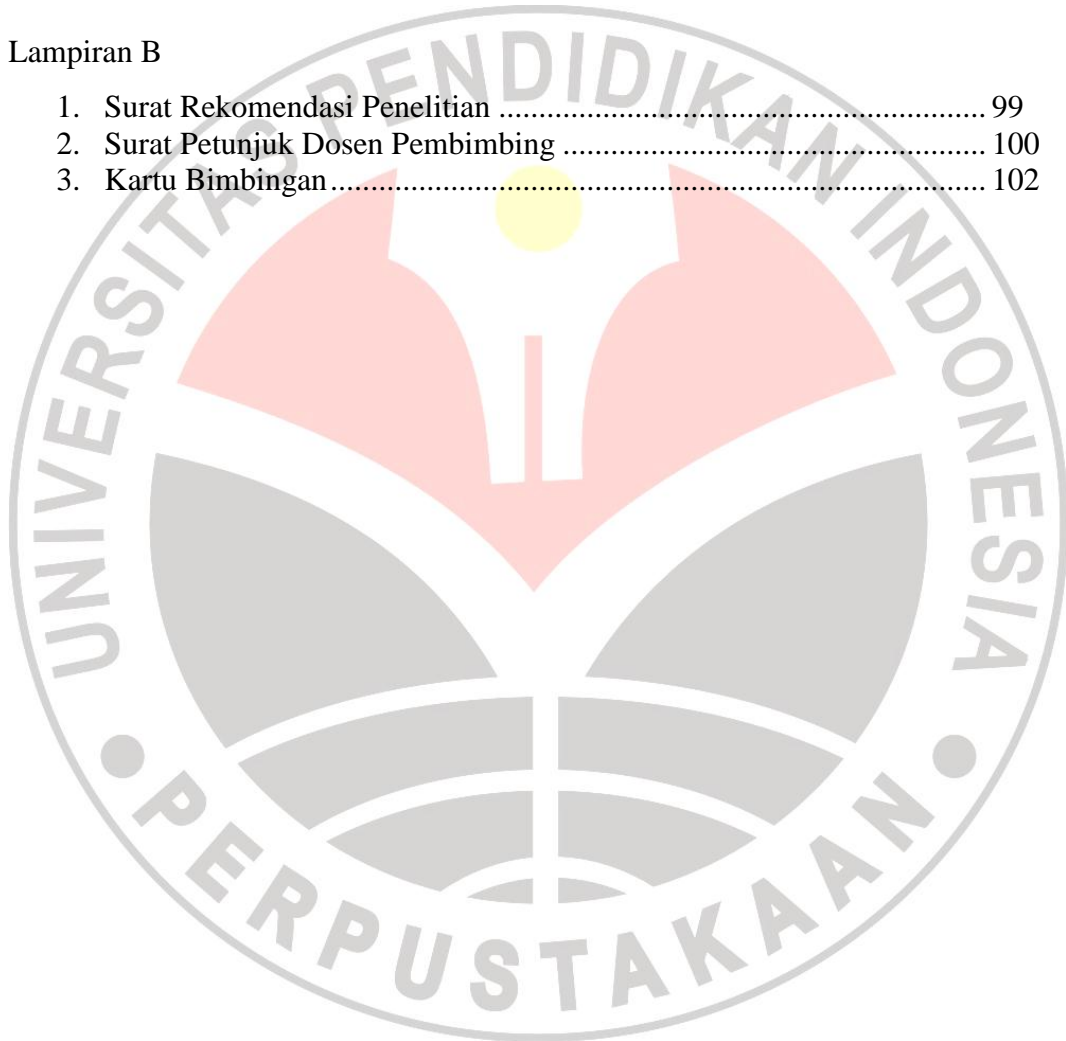 Lampiran B
1. Surat Rekomendasi Penelitian ............................................................ 99
2. Surat Petunjuk Dosen Pembimbing .................................................... 100
3. Kartu Bimbingan ................................................................................ 102
UNIVERSITAS PENDIDIKAN INDONESIA
PERPUSTAKAAN